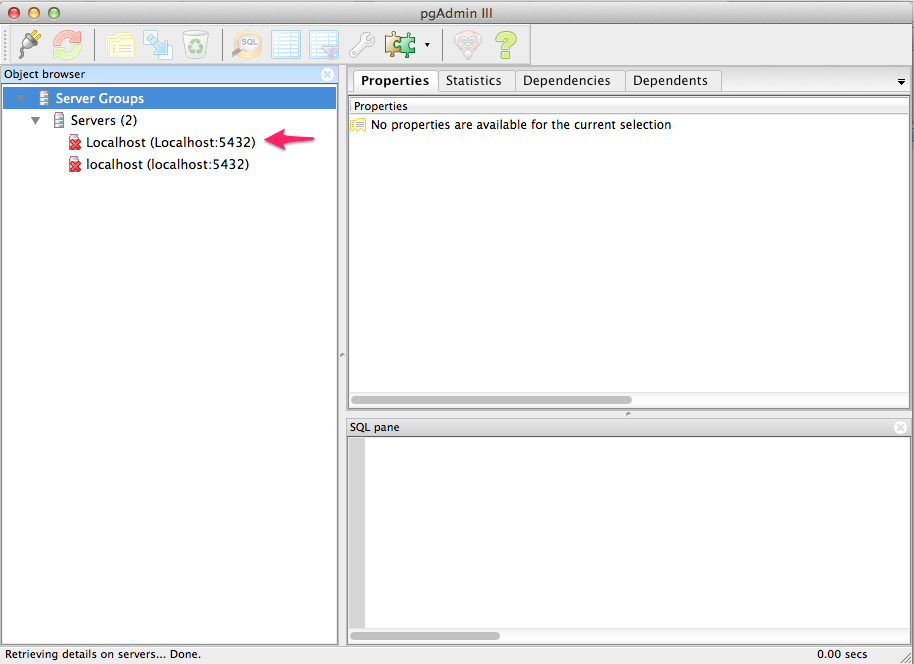 pgAdmin III
SQL
Object browser
Server Groups
Servers (2)
Localhost (Localhost:5432)
localhost (localhost:5432)
Properties Statistics Dependencies Dependents
Properties
No properties are available for the current selection
SQL pane
Retrieving details on servers... Done.
0.00 secs